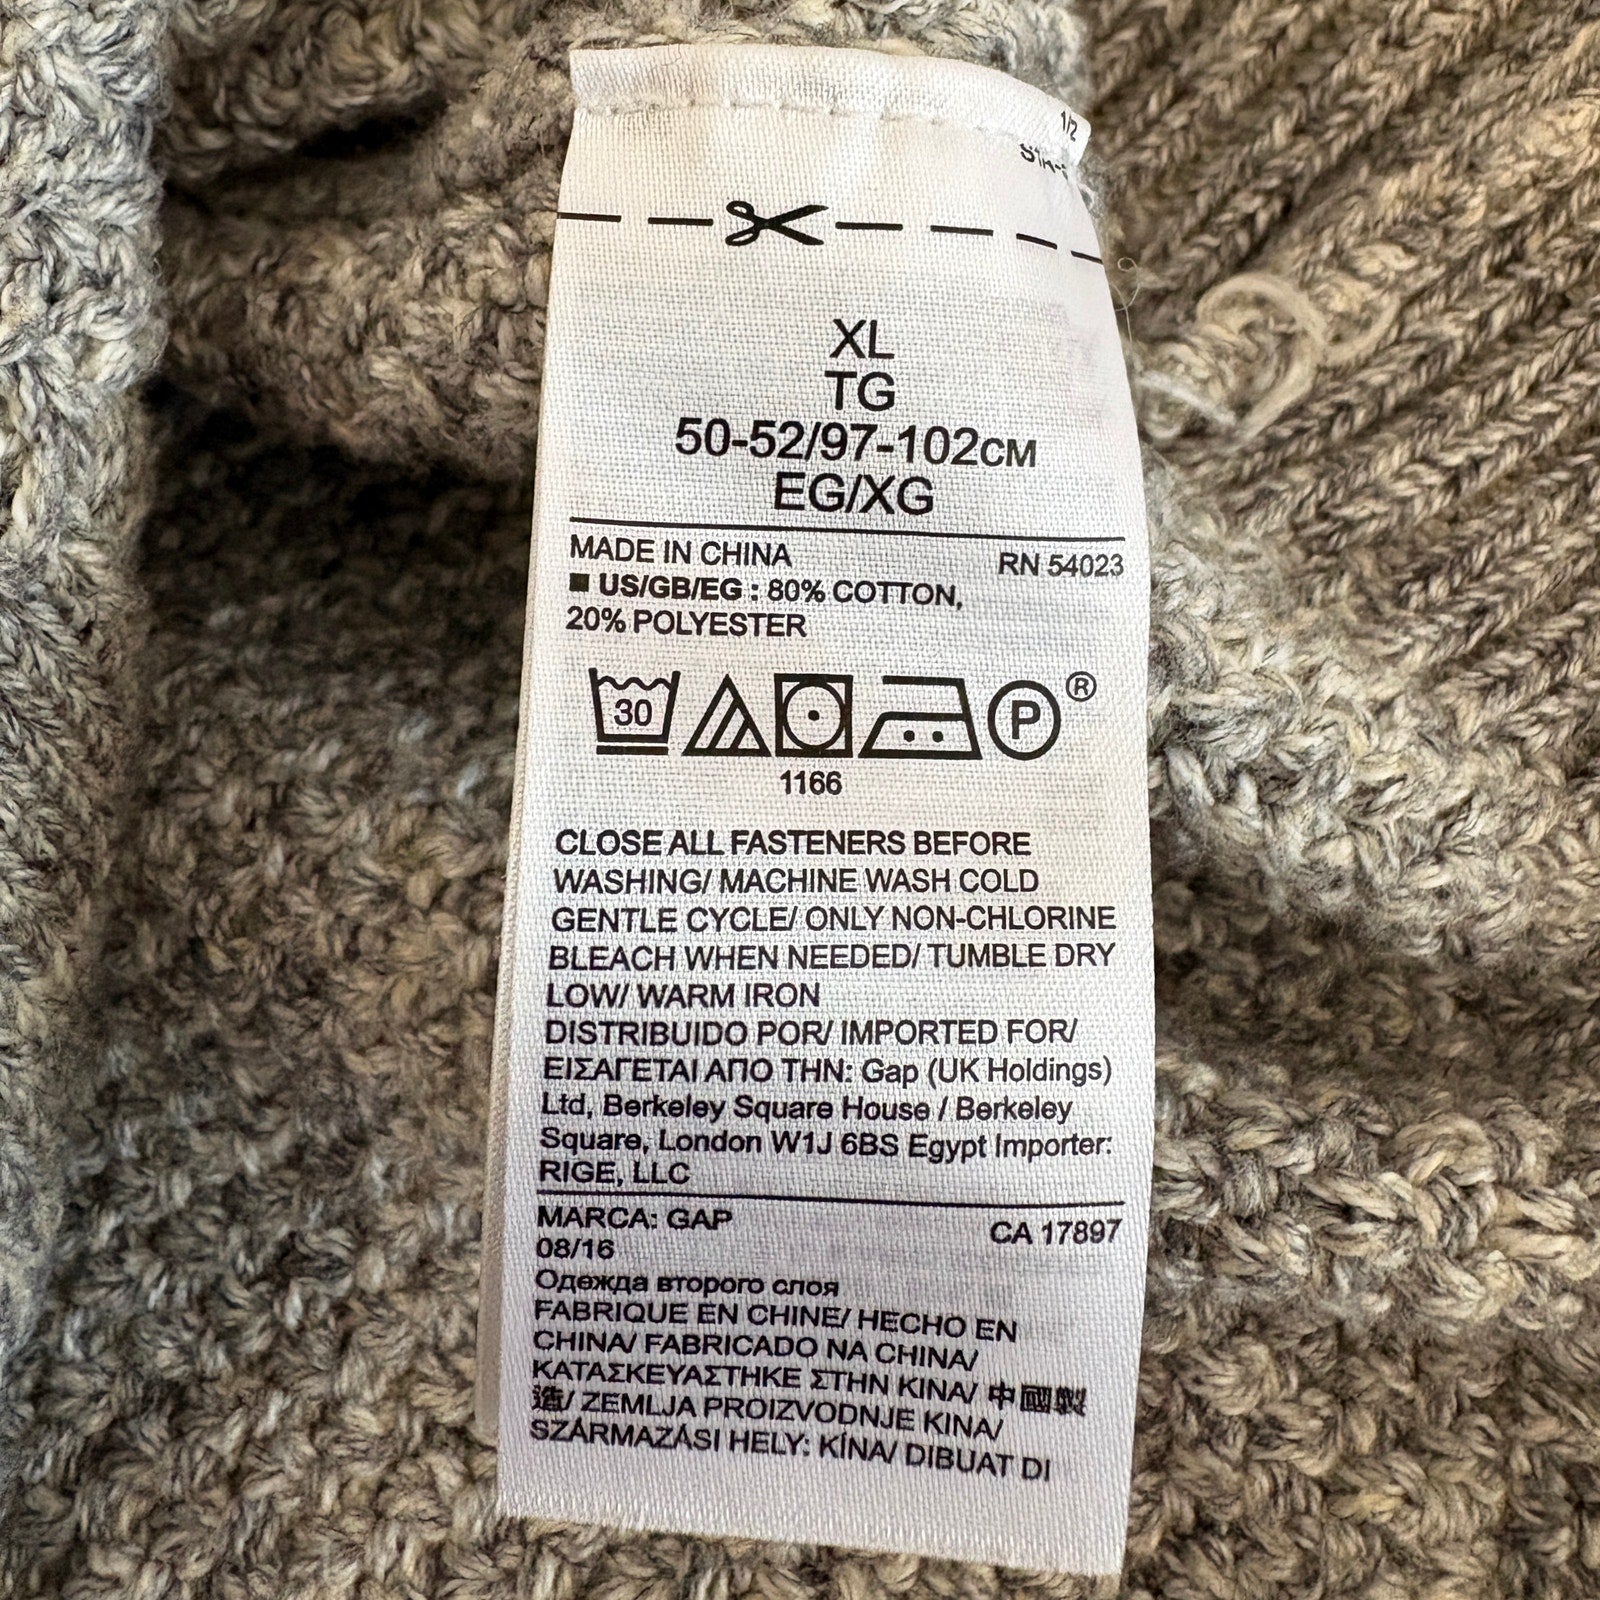 1/2
XL
TG
50-52/97-102CM
EG/XG
MADE IN CHINA RN 54023
■ US/GB/EG : 80% COTTON,
20% POLYESTER
30 P ®
1166
CLOSE ALL FASTENERS BEFORE
WASHING/ MACHINE WASH COLD
GENTLE CYCLE/ ONLY NON-CHLORINE
BLEACH WHEN NEEDED/ TUMBLE DRY
LOW/ WARM IRON
DISTRIBUIDO POR/ IMPORTED FOR/
ΕΙΣΑΓΕΤΑΙ ΑΠΟ ΤΗΝ: Gap (UK Holdings)
Ltd, Berkeley Square House / Berkeley
Square, London W1J 6BS Egypt Importer:
RIGE, LLC
MARCA: GAP CA 17897
08/16
Одежда второго слоя
FABRIQUE EN CHINE/ HECHO EN
CHINA/ FABRICADO NA CHINA/
ΚΑΤΑΣΚΕΥΑΣΤΗΚΕ ΣΤΗΝ ΚΙΝΑ/ 中國製
造/ ZEMLJA PROIZVODNJE KINA/
SZÁRMAZÁSI HELY: KÍNA/ DIBUAT DI